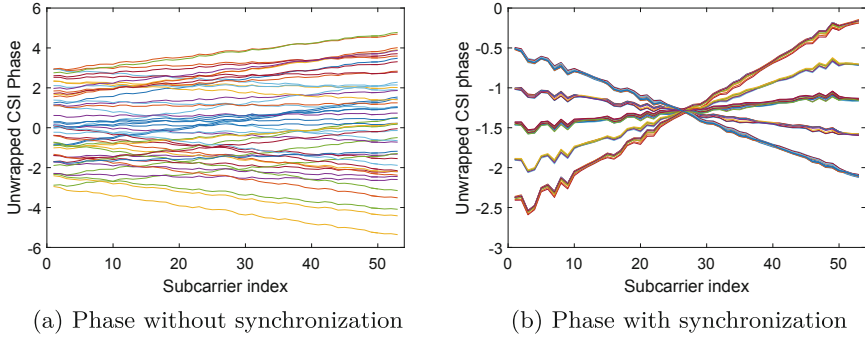 6
4
2
0
-2
-4
-6
0 10 20 30 40 50
Unwrapped CSI Phase
Subcarrier index
(a) Phase without synchronization
0
-0.5
-1
-1.5
-2
-2.5
-3
0 10 20 30 40 50
Unwrapped CSI phase
Subcarrier index
(b) Phase with synchronization